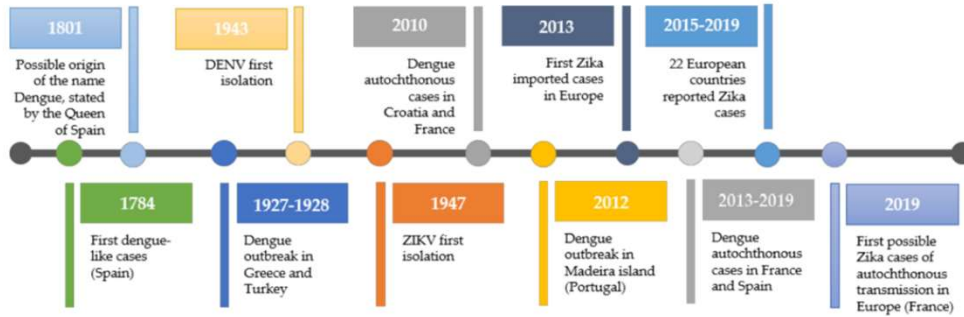 1801
Possible origin
of the name
Dengue, stated
by the Queen
of Spain
1943
DENV first
isolation
2010
Dengue
autochthonous
cases in
Croatia and
France
2013
First Zika
imported cases
in Europe
2015-2019
22 European
countries
reported Zika
cases
1784
First dengue-
like cases
(Spain)
1927-1928
Dengue
outbreak in
Greece and
Turkey
1947
ZIKV first
isolation
2012
Dengue
outbreak in
Madeira island
(Portugal)
2013-2019
Dengue
autochthonous
cases in France
and Spain
2019
First possible
Zika cases of
autochthonous
transmission in
Europe (France)